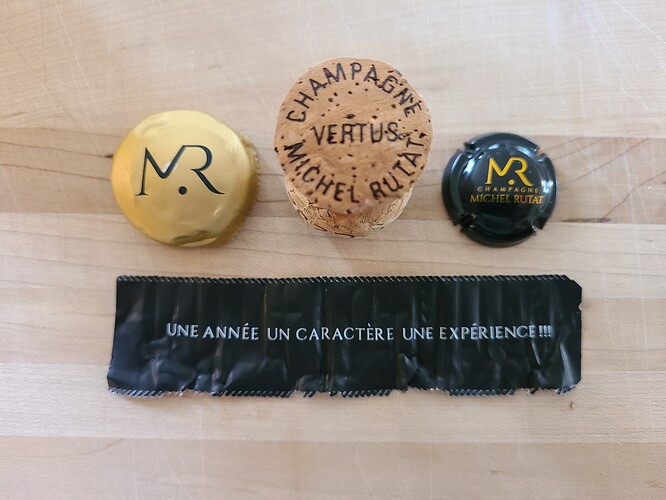 MR
CHAMPAGNE
VERTUS
MICHEL RUTAT
MR
CHAMPAGNE
MICHEL RUTAT
UNE ANNÉE UN CARACTÈRE UNE EXPÉRIENCE!!!